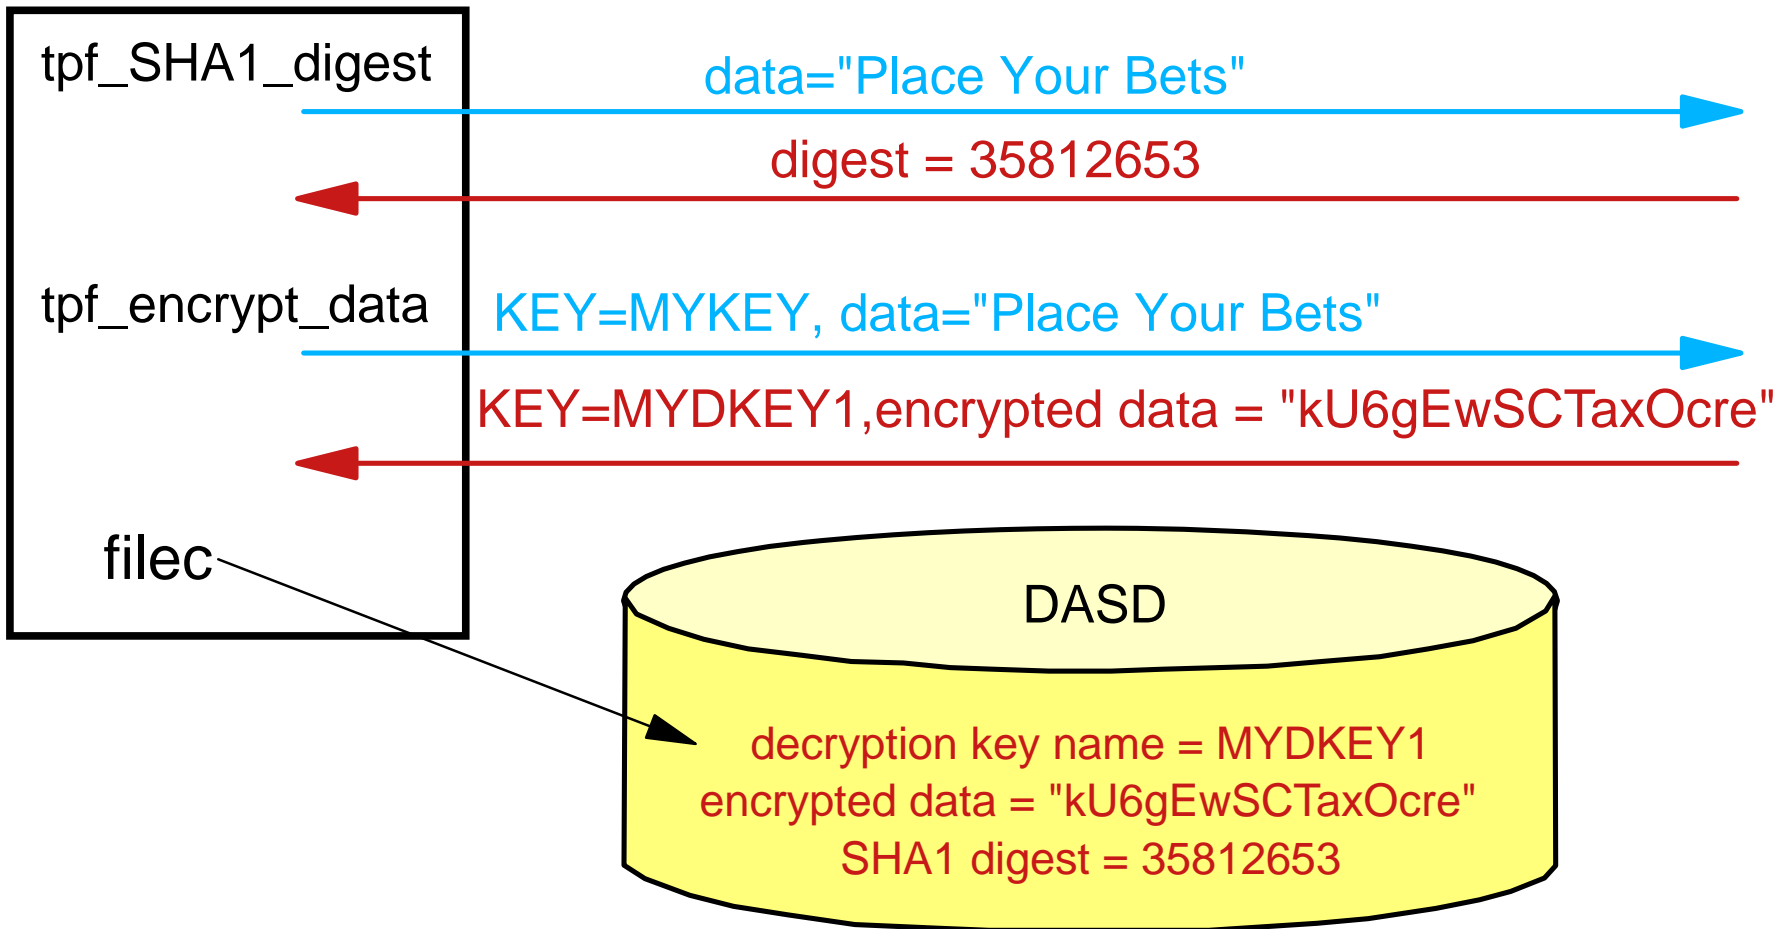 tpf_SHA1_digest
data="Place Your Bets"
digest = 35812653
tpf_encrypt_data
KEY=MYKEY, data="Place Your Bets"
KEY=MYDKEY1,encrypted data = "kU6gEwSCTaxOcre"
filec
DASD
decryption key name = MYDKEY1
encrypted data = "kU6gEwSCTaxOcre"
SHA1 digest = 35812653